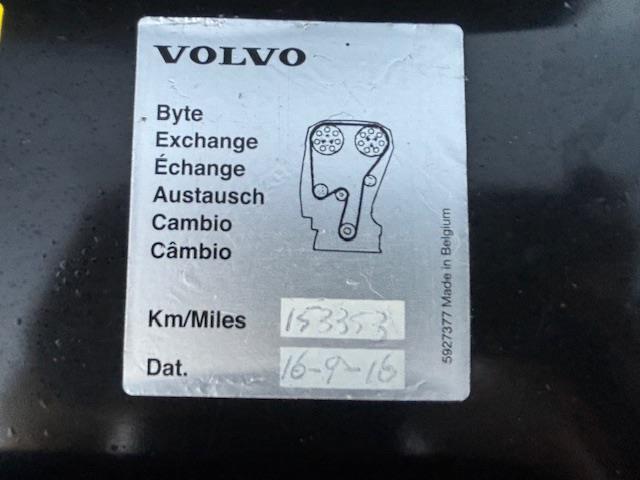 VOLVO
Byte
Exchange
Échange
Austausch
Cambio
Câmbio
Km/Miles 153353
Dat. 16-9-16
5927377 Made in Belgium